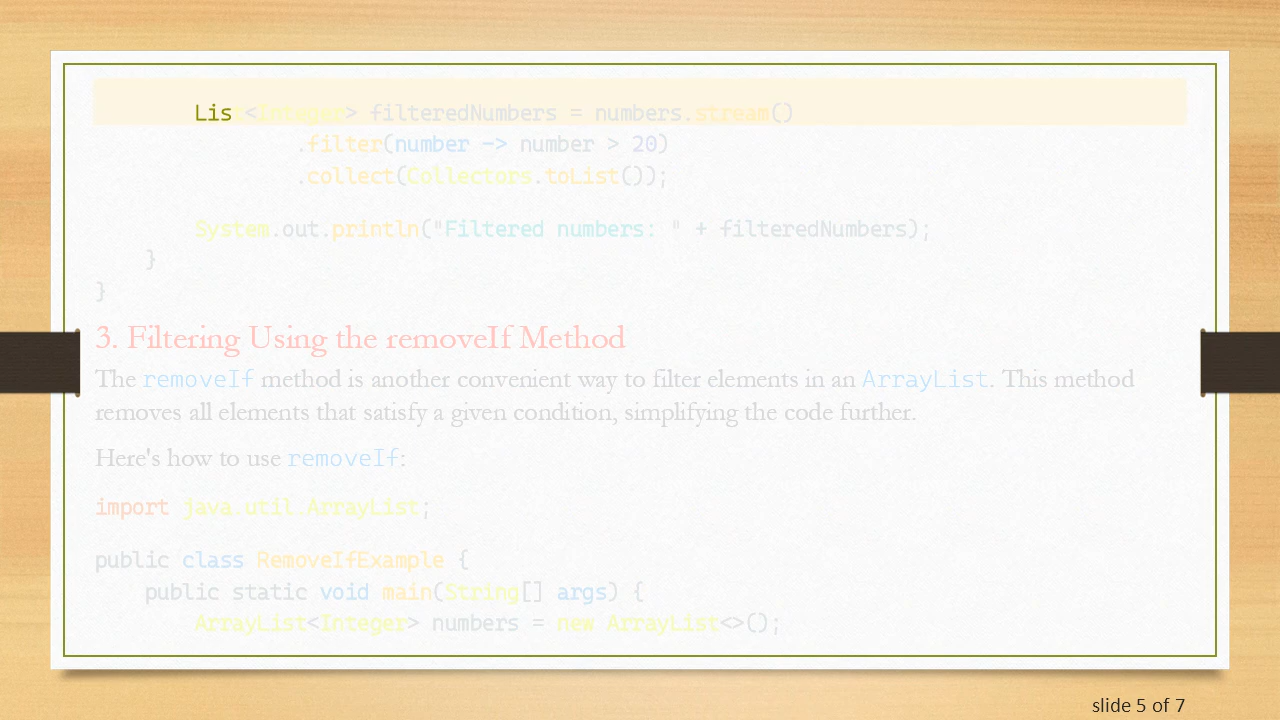 List<Integer> filteredNumbers = numbers.stream()
.filter(number -> number > 20)
.collect(Collectors.toList());
System.out.println("Filtered numbers: " + filteredNumbers);
}
}
3. Filtering Using the removeIf Method
The removeIf method is another convenient way to filter elements in an ArrayList. This method
removes all elements that satisfy a given condition, simplifying the code further.
Here's how to use removeIf:
import java.util.ArrayList;
public class RemoveIfExample {
public static void main(String[] args) {
ArrayList<Integer> numbers = new ArrayList<>();
slide 5 of 7